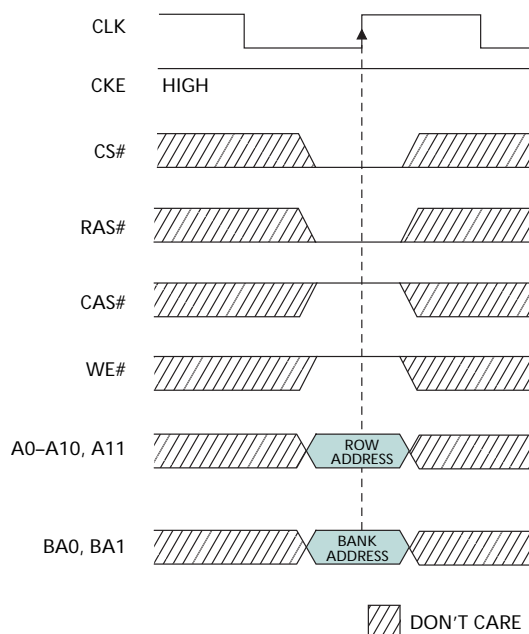 CLK
CKE HIGH
CS#
RAS#
CAS#
WE#
A0–A10, A11 ROW
ADDRESS
BA0, BA1 BANK
ADDRESS
DON'T CARE